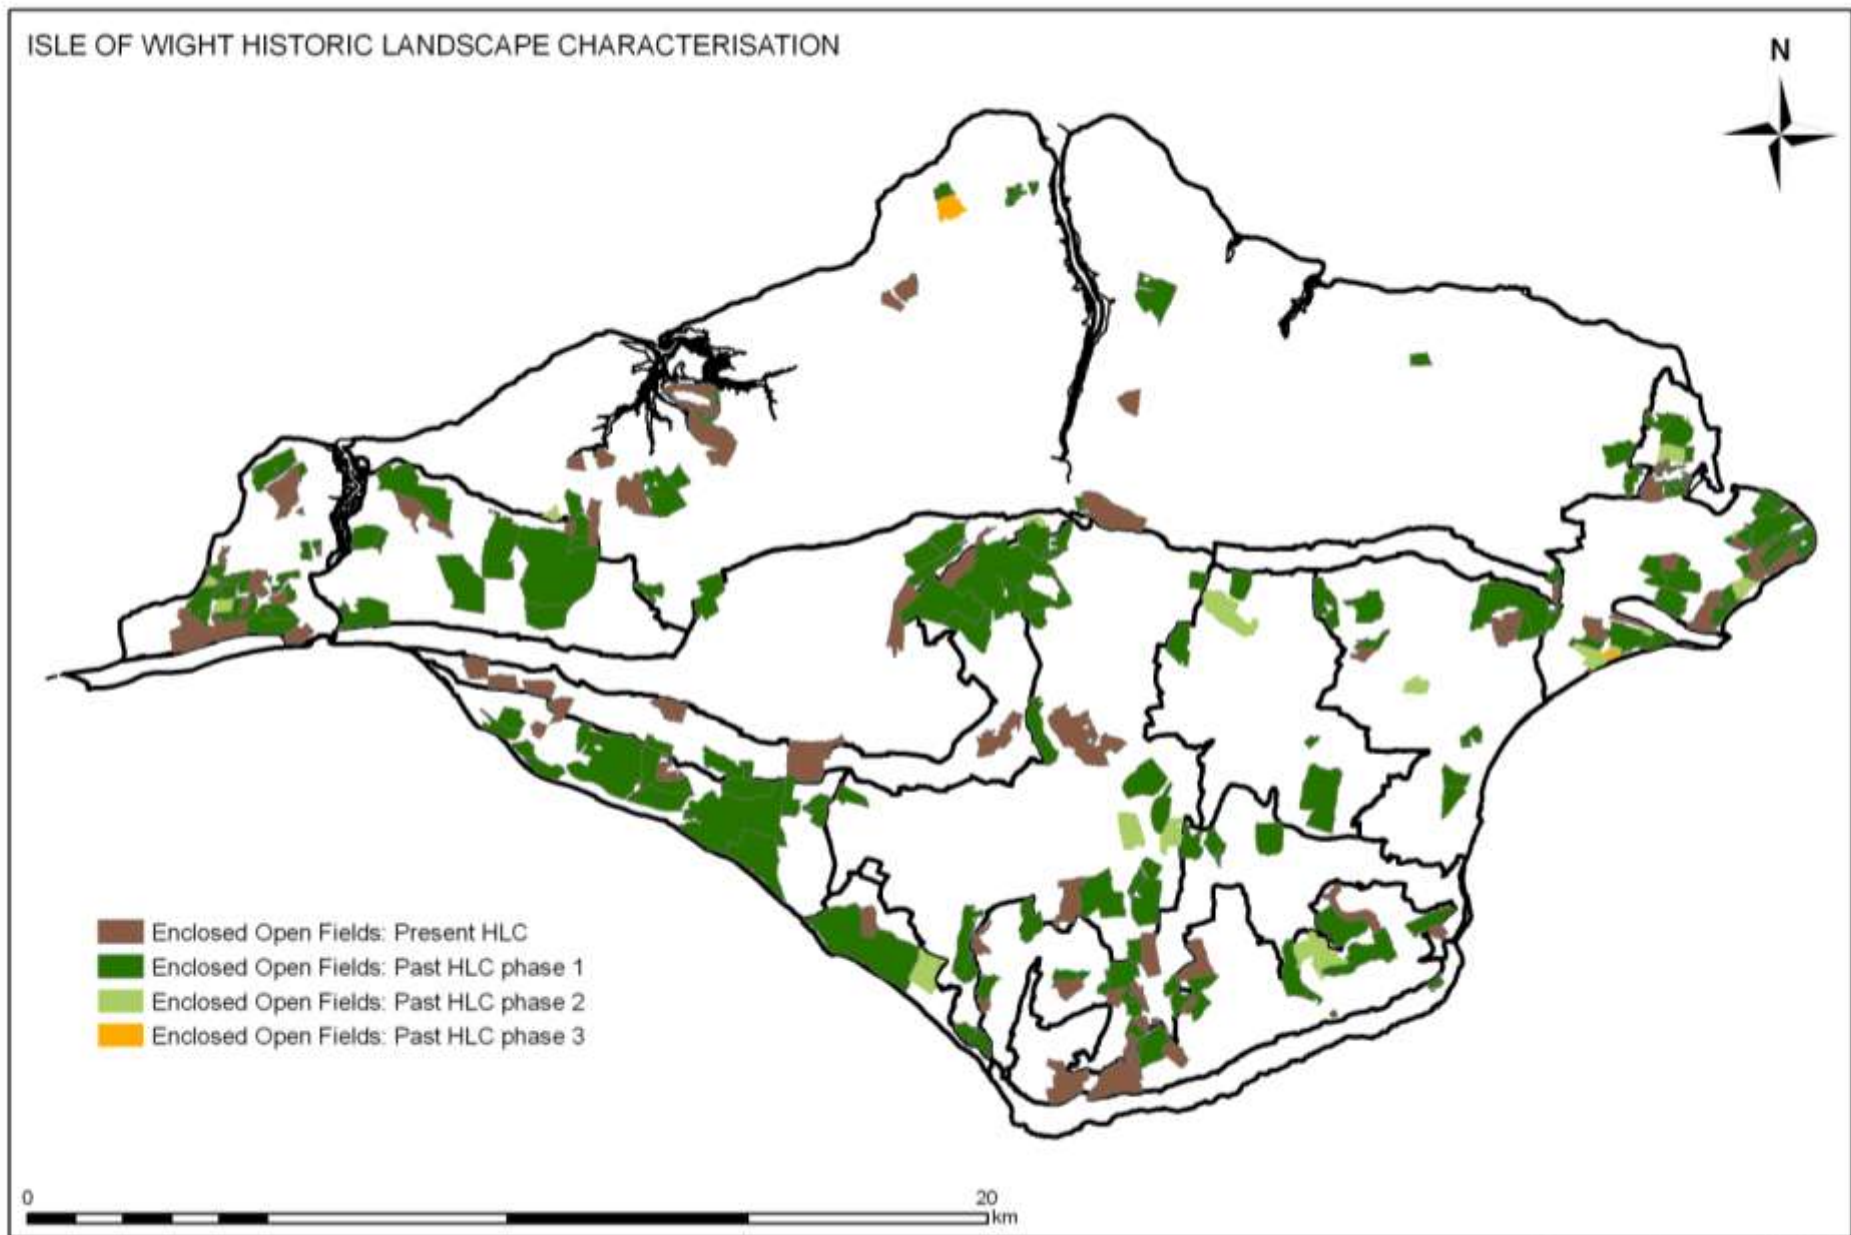 ISLE OF WIGHT HISTORIC LANDSCAPE CHARACTERISATION
N
Enclosed Open Fields: Present HLC
Enclosed Open Fields: Past HLC phase 1
Enclosed Open Fields: Past HLC phase 2
Enclosed Open Fields: Past HLC phase 3
0 20
km